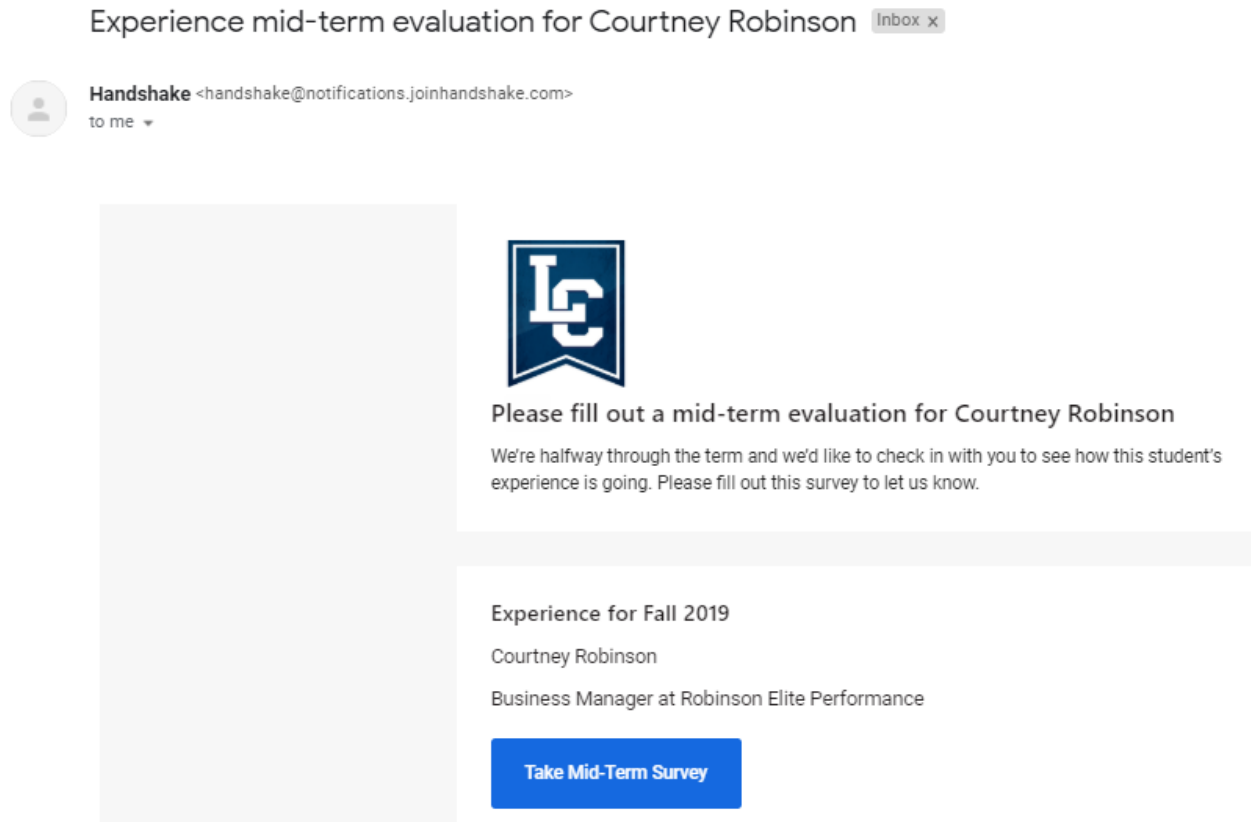 Experience mid-term evaluation for Courtney Robinson Inbox x
Handshake <handshake@notifications.joinhandshake.com>
to me
LC
Please fill out a mid-term evaluation for Courtney Robinson
We're halfway through the term and we'd like to check in with you to see how this student's
experience is going. Please fill out this survey to let us know.
Experience for Fall 2019
Courtney Robinson
Business Manager at Robinson Elite Performance
Take Mid-Term Survey